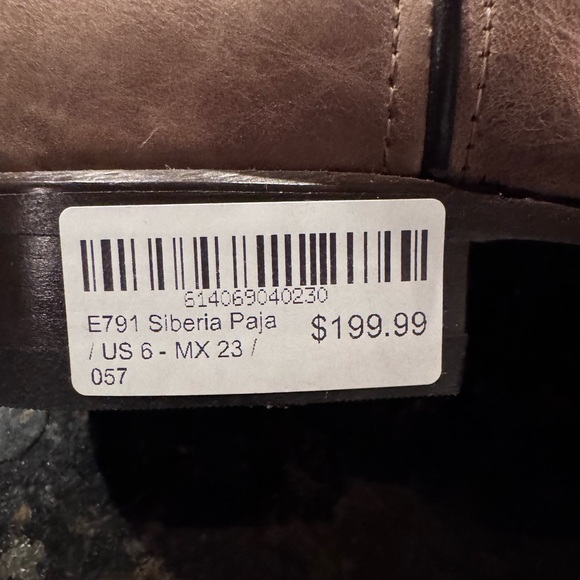 614069040230
E791 Siberia Paja
/ US 6 - MX 23 /
057
$199.99